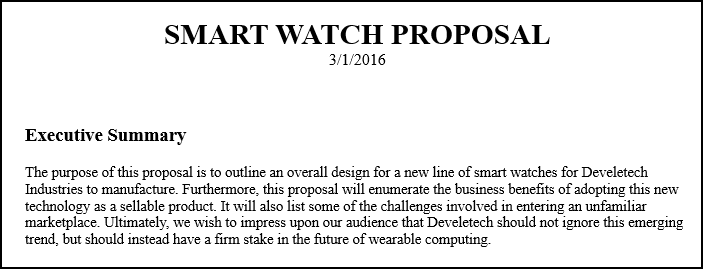 SMART WATCH PROPOSAL
3/1/2016
Executive Summary
The purpose of this proposal is to outline an overall design for a new line of smart watches for Develetech
Industries to manufacture. Furthermore, this proposal will enumerate the business benefits of adopting this new
technology as a sellable product. It will also list some of the challenges involved in entering an unfamiliar
marketplace. Ultimately, we wish to impress upon our audience that Develetech should not ignore this emerging
trend, but should instead have a firm stake in the future of wearable computing.